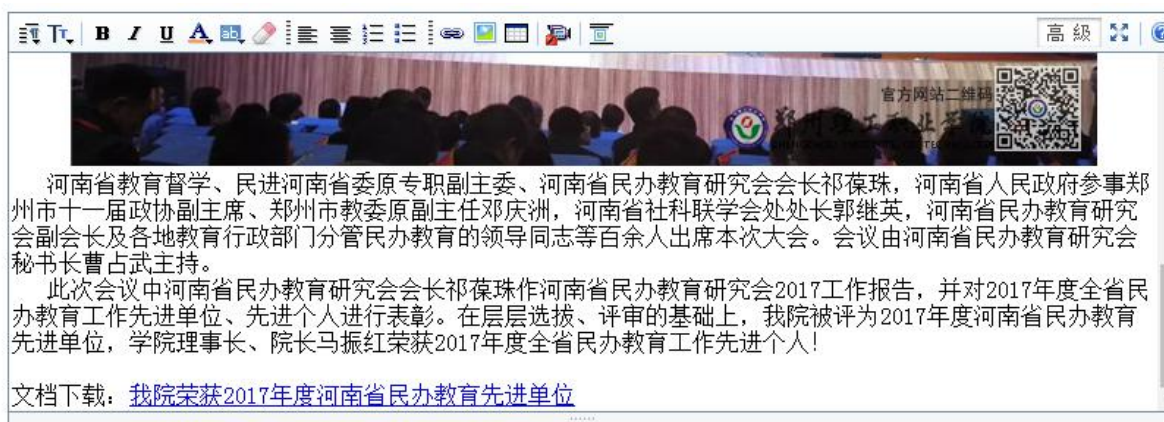 B I U A ab
高级
官方网站二维码
郑州理工职业学院
河南省教育督学、民进河南省委原专职副主委、河南省民办教育研究会会长祁葆珠，河南省人民政府参事郑
州市十一届政协副主席、郑州市教委原副主任邓庆洲，河南省社科联学会处处长郭继英，河南省民办教育研究
会副会长及各地教育行政部门分管民办教育的领导同志等百余人出席本次大会。会议由河南省民办教育研究会
秘书长曹占武主持。
此次会议中河南省民办教育研究会会长祁葆珠作河南省民办教育研究会2017工作报告，并对2017年度全省民
办教育工作先进单位、先进个人进行表彰。在层层选拔、评审的基础上，我院被评为2017年度河南省民办教育
先进单位，学院理事长、院长马振红荣获2017年度全省民办教育工作先进个人！
文档下载：我院荣获2017年度河南省民办教育先进单位